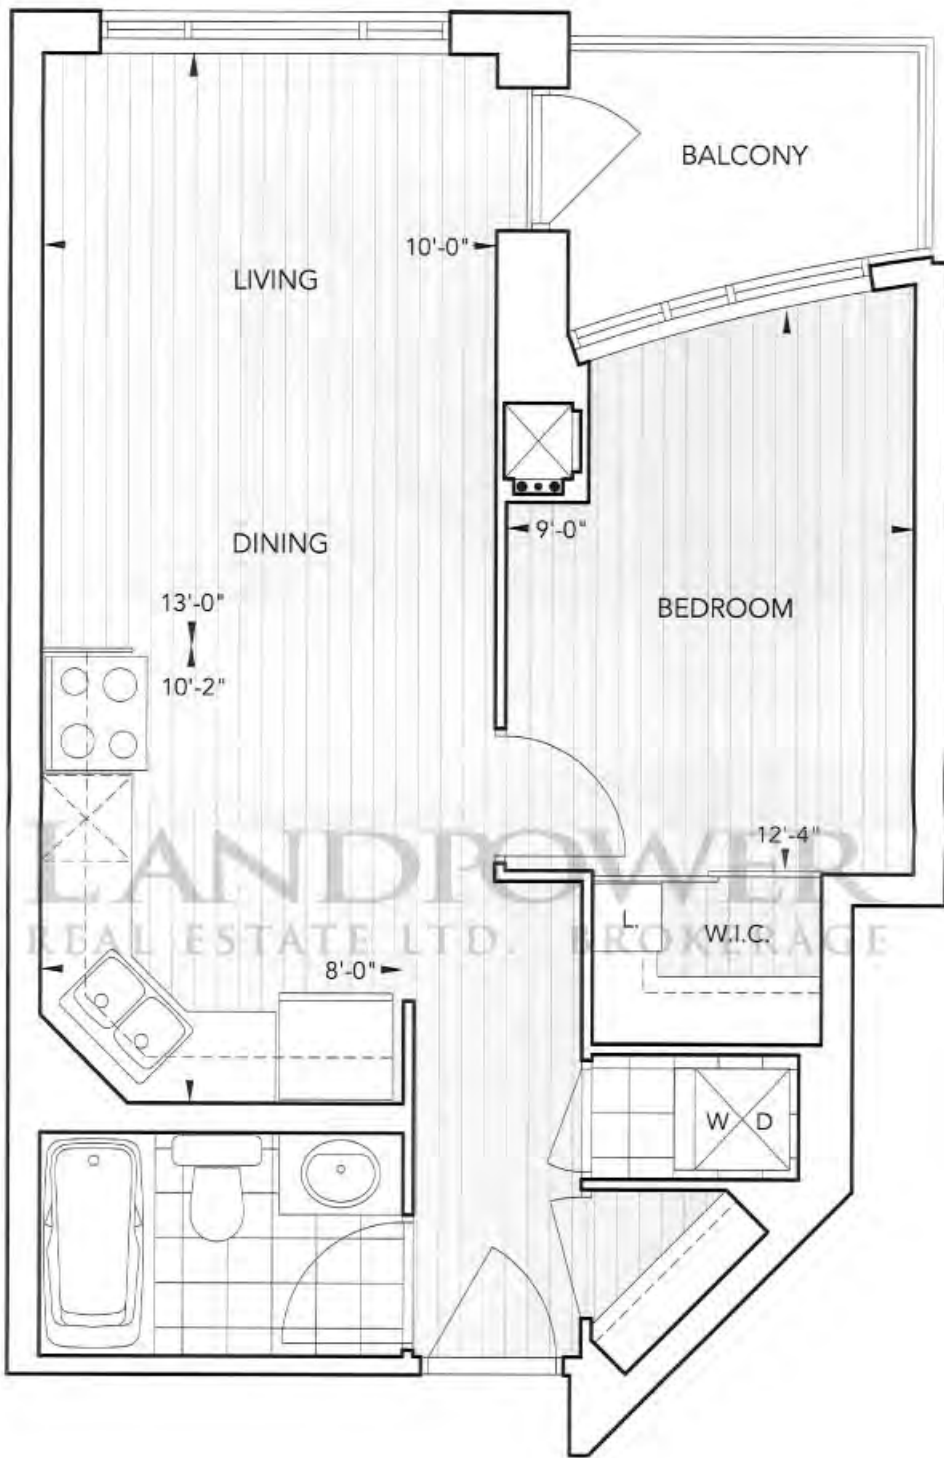 BALCONY
10'-0"
LIVING
9'-0"
DINING
13'-0"
BEDROOM
10'-2"
LANDPOWER
12'-4"
REAL ESTATE LTD. BROKERAGE
L.
W.I.C.
8'-0"
W D